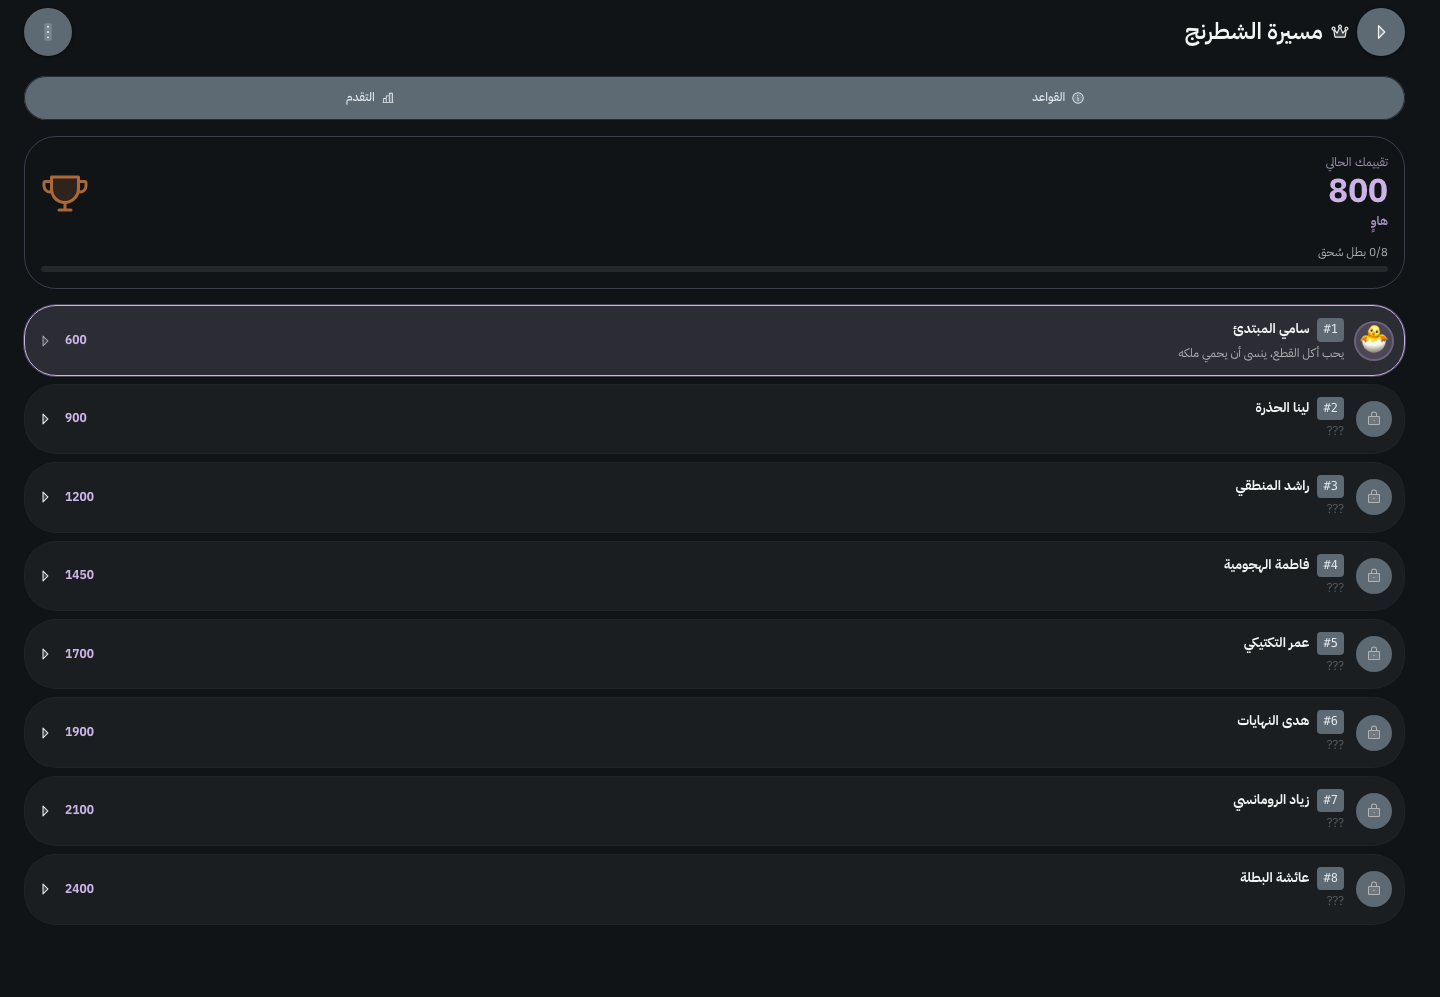 مسيرة الشطرنج
القواعد
التقدم
تقييمك الحالي
800
هاوٍ
0/8 بطل سُحق
#1 سامي المبتدئ
يحب أكل القطع، ينسى أن يحمي ملكه
600
#2 لينا الحذرة
???
900
#3 راشد المنطقي
???
1200
#4 فاطمة الهجومية
???
1450
#5 عمر التكتيكي
???
1700
#6 هدى النهايات
???
1900
#7 زياد الرومانسي
???
2100
#8 عائشة البطلة
???
2400